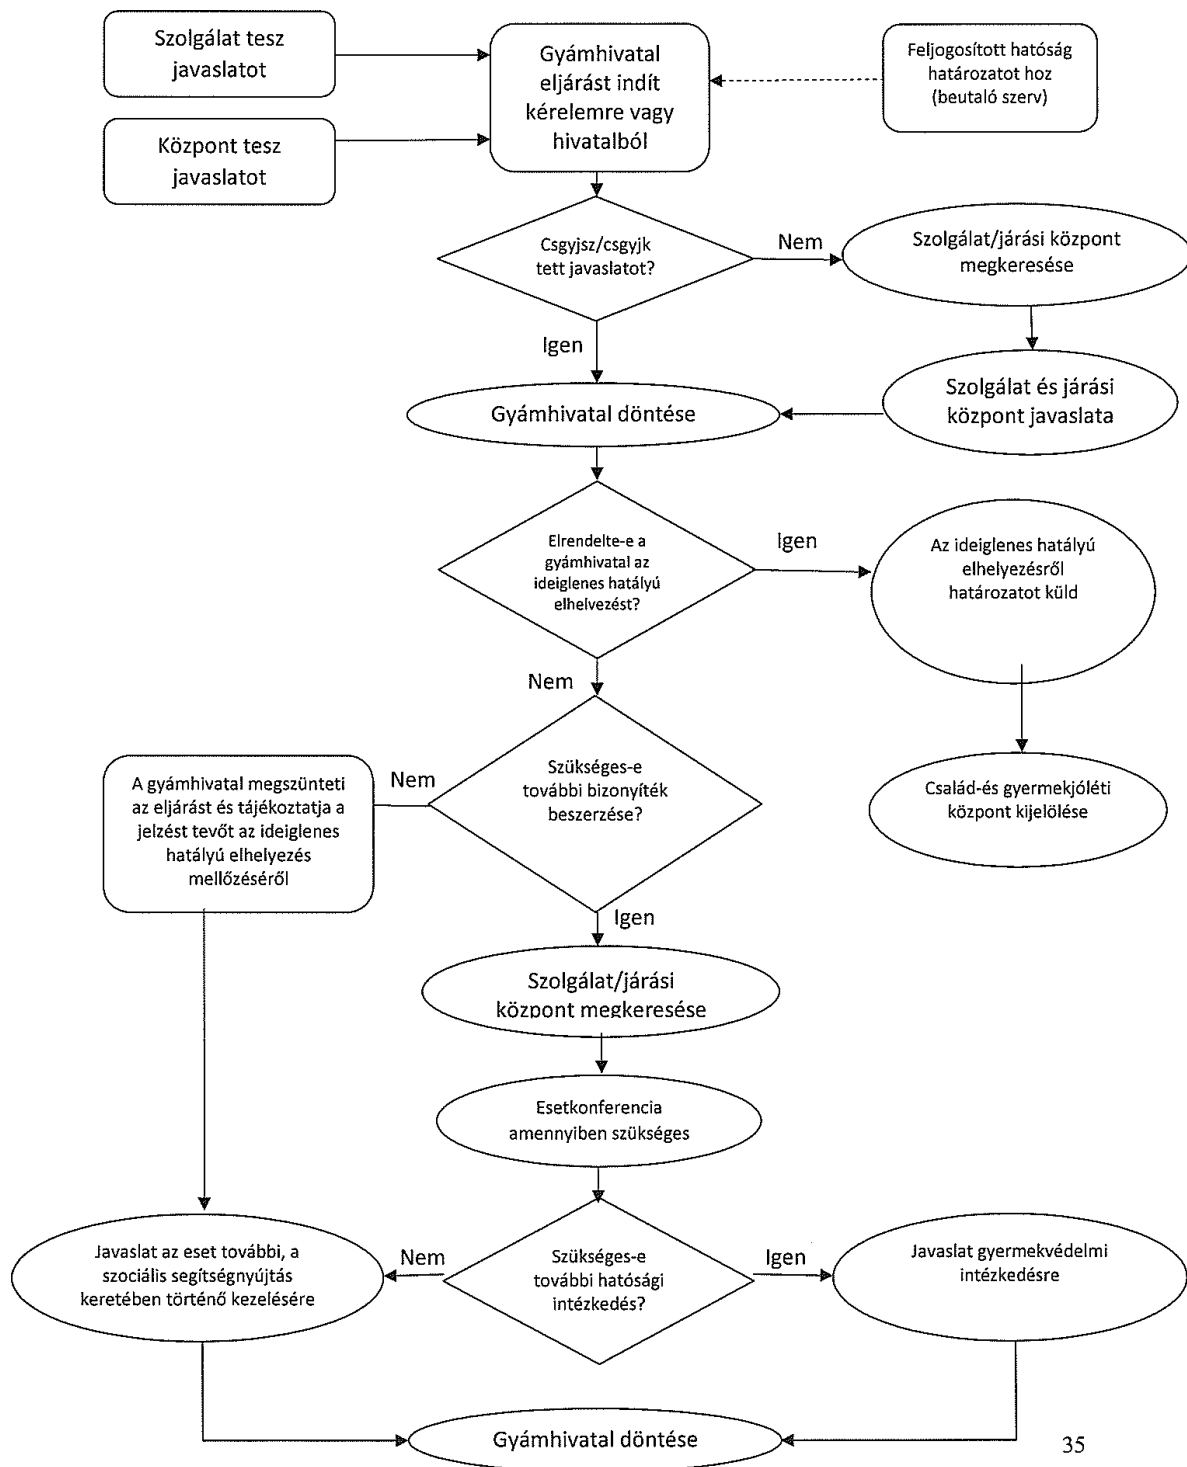 Szolgálat tesz
javaslatot
Központ tesz
javaslatot
Gyámhivatal
eljárást indít
kérelemre vagy
hivatalból
Feljogosított hatóság
határozatot hoz
(beutaló szerv)
Csgyjsz/csgyjk
tett javaslatot?
Nem
Szolgálat/járási központ
megkeresése
Igen
Szolgálat és járási
központ javaslata
Gyámhivatal döntése
Elrendelte-e a
gyámhivatal az
ideiglenes hatályú
elhelvezést?
Igen
Az ideiglenes hatályú
elhelyezésről
határozatot küld
Nem
Család-és gyermekjóléti
központ kijelölése
Szükséges-e
további bizonyíték
beszerzése?
Nem
A gyámhivatal megszünteti
az eljárást és tájékoztatja a
jelzést tevőt az ideiglenes
hatályú elhelyezés
mellőzéséről
Igen
Szolgálat/járási
központ megkeresése
Esetkonferencia
amennyiben szükséges
Szükséges-e
további hatósági
intézkedés?
Nem
Javaslat az eset további, a
szociális segítségnyújtás
keretében történő kezelésére
Igen
Javaslat gyermekvédelmi
intézkedésre
Gyámhivatal döntése
35